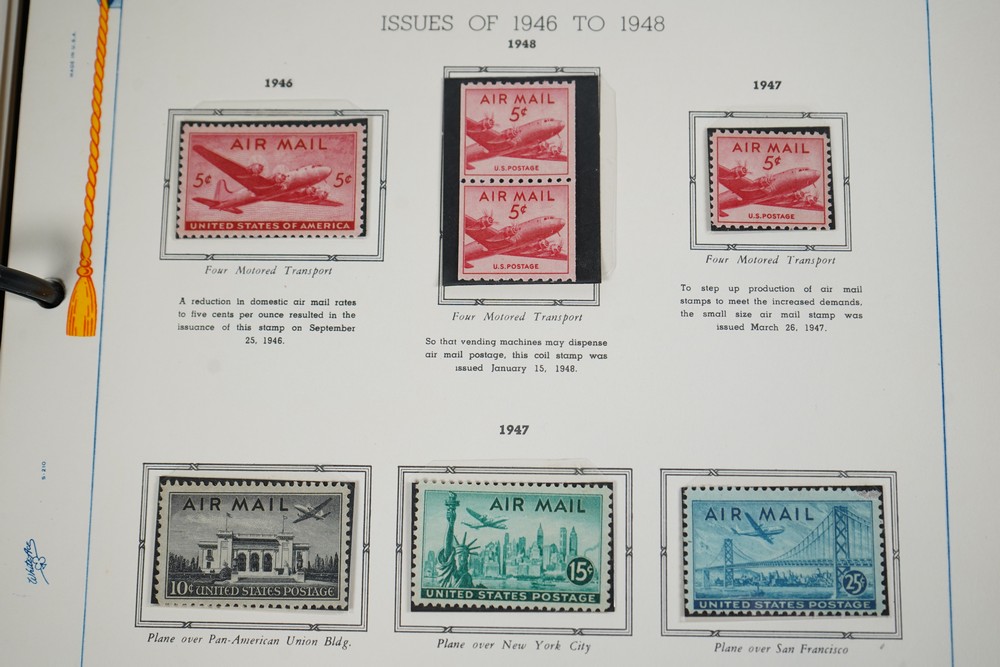 ISSUES OF 1946 TO 1948
1948
1946
1947
MADE IN U.S.A.
AIR MAIL
5¢ 5¢
UNITED STATES OF AMERICA
Four Motored Transport
A reduction in domestic air mail rates
to five cents per ounce resulted in the
issuance of this stamp on September
25, 1946.
AIR MAIL
5¢
U.S. POSTAGE
AIR MAIL
5¢
U.S. POSTAGE
Four Motored Transport
So that vending machines may dispense
air mail postage, this coil stamp was
issued January 15, 1948.
AIR MAIL
5¢
U.S. POSTAGE
Four Motored Transport
To step up production of air mail
stamps to meet the increased demands,
the small size air mail stamp was
issued March 26, 1947.
1947
AIR MAIL
10¢ UNITED STATES POSTAGE
Plane over Pan-American Union Bldg.
AIR MAIL
15¢
UNITED STATES POSTAGE
Plane over New York City
AIR MAIL
25¢
UNITED STATES POSTAGE
Plane over San Francisco
White Ace